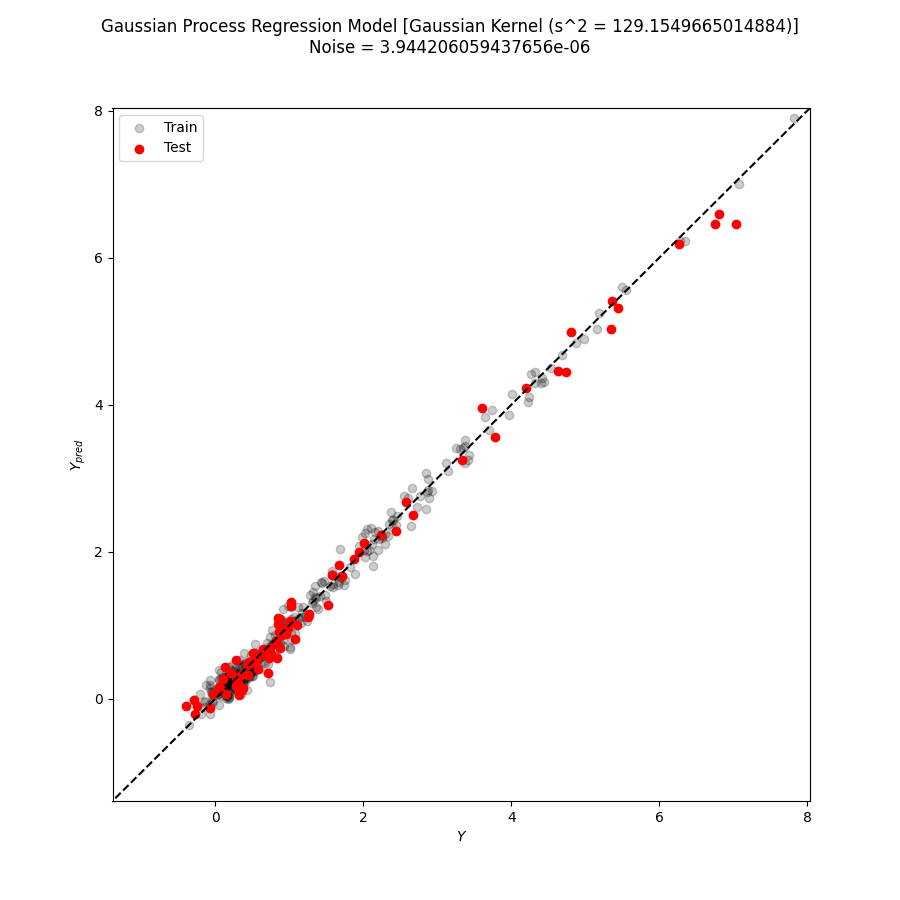 Gaussian Process Regression Model [Gaussian Kernel (s^2 = 129.1549665014884)]
Noise = 3.944206059437656e-06
Train
Test
8
6
4
2
0
Y_pred
0
2
4
6
8
Y